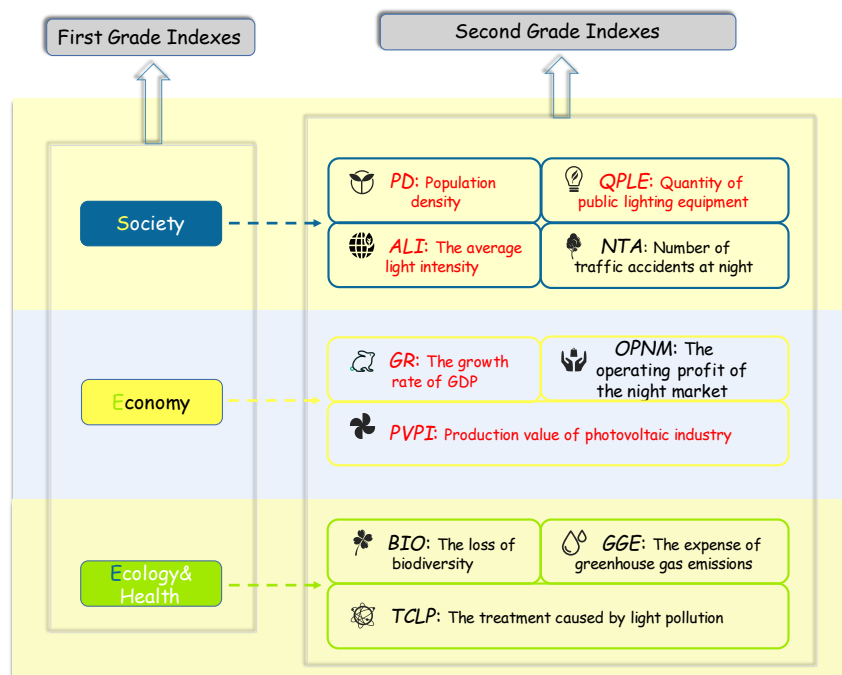 First Grade Indexes
Second Grade Indexes
Society
PD: Population
density
QPLE: Quantity of
public lighting equipment
ALI: The average
light intensity
NTA: Number of
traffic accidents at night
Economy
GR: The growth
rate of GDP
OPNM: The
operating profit of
the night market
PVPI: Production value of photovoltaic industry
Ecology&
Health
BIO: The loss of
biodiversity
GGE: The expense of
greenhouse gas emissions
TCLP: The treatment caused by light pollution